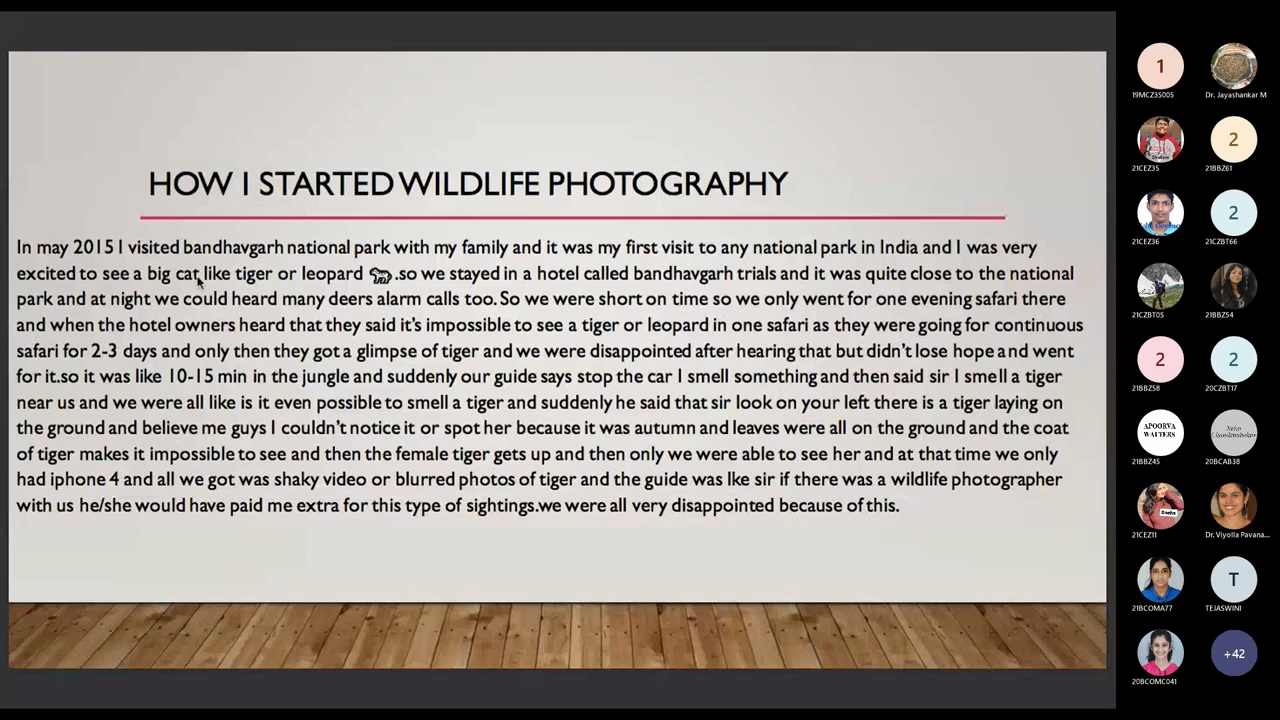 HOW I STARTED WILDLIFE PHOTOGRAPHY
In may 2015 I visited bandhavgarh national park with my family and it was my first visit to any national park in India and I was very
excited to see a big cat like tiger or leopard 🐅.so we stayed in a hotel called bandhavgarh trials and it was quite close to the national
park and at night we could heard many deers alarm calls too. So we were short on time so we only went for one evening safari there
and when the hotel owners heard that they said it’s impossible to see a tiger or leopard in one safari as they were going for continuous
safari for 2-3 days and only then they got a glimpse of tiger and we were disappointed after hearing that but didn’t lose hope and went
for it.so it was like 10-15 min in the jungle and suddenly our guide says stop the car I smell something and then said sir I smell a tiger
near us and we were all like is it even possible to smell a tiger and suddenly he said that sir look on your left there is a tiger laying on
the ground and believe me guys I couldn’t notice it or spot her because it was autumn and leaves were all on the ground and the coat
of tiger makes it impossible to see and then the female tiger gets up and then only we were able to see her and at that time we only
had iphone 4 and all we got was shaky video or blurred photos of tiger and the guide was lke sir if there was a wildlife photographer
with us he/she would have paid me extra for this type of sightings.we were all very disappointed because of this.
1
19MCZ35005
Dr. Jayashankar M
21CEZ35
2
21BBZ61
21CEZ36
2
21CZBT66
21CZBT05
21BBZ54
2
21BBZ58
2
20CZBT17
APOORVA
WALTERS
21BBZ45
20BCAB38
21CEZ11
Dr. Viyolla Pavana...
21BCOMA77
T
TEJASWINI
20BCOMC041
+42